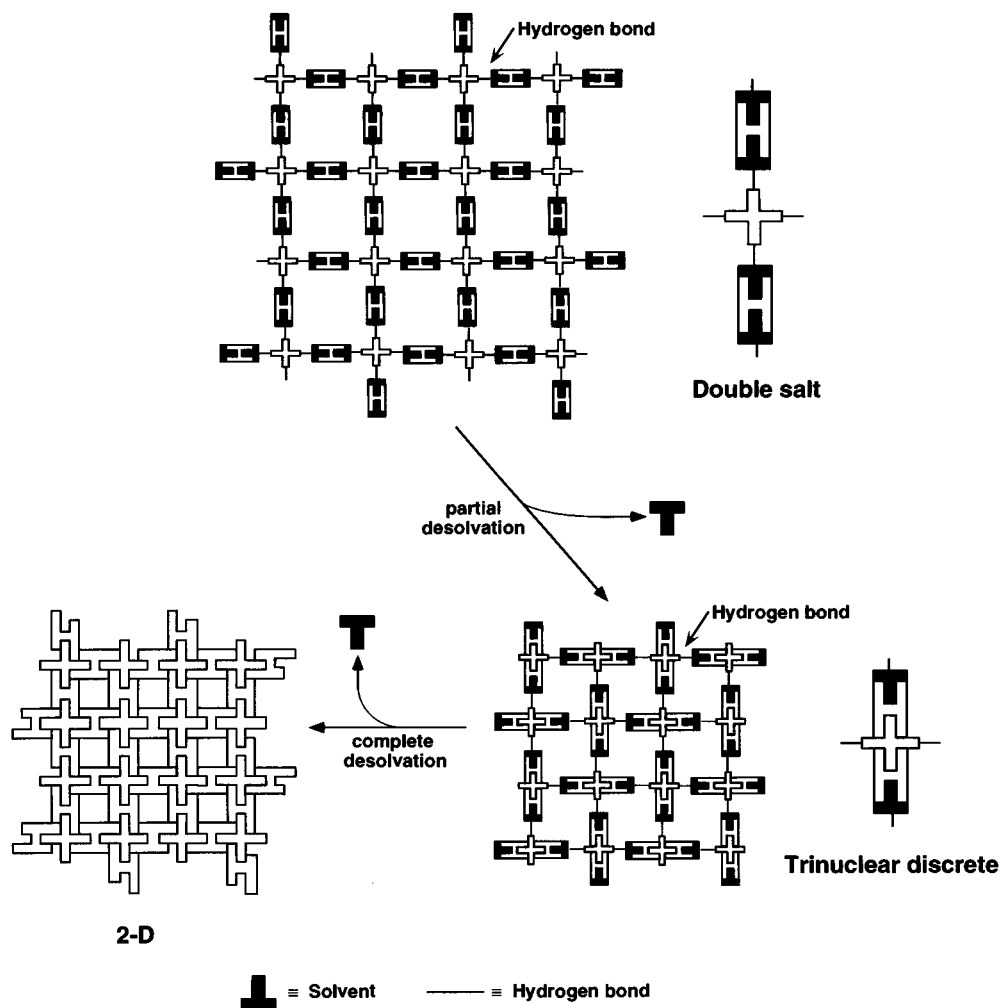 Hydrogen bond
Double salt
partial
desolvation
Hydrogen bond
complete
desolvation
Trinuclear discrete
2-D
≡ Solvent
≡ Hydrogen bond